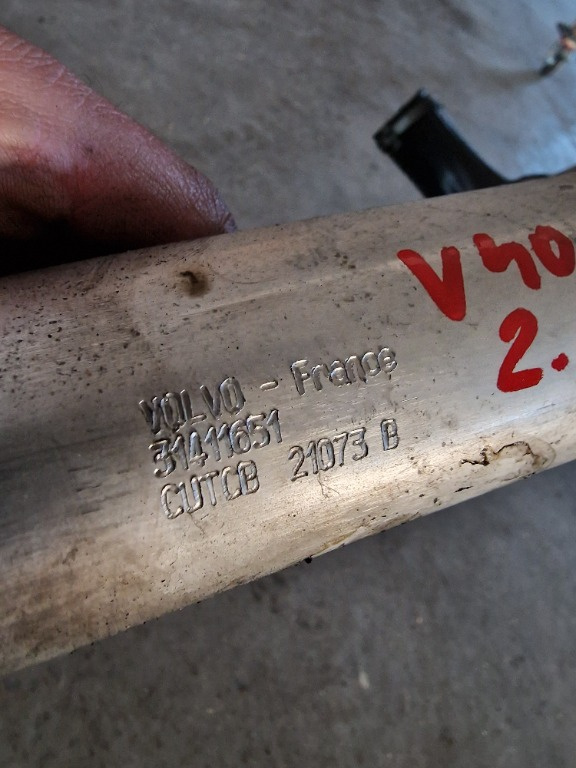 V40
2.
VOLVO - France
31411651
CUTCB 21073 B